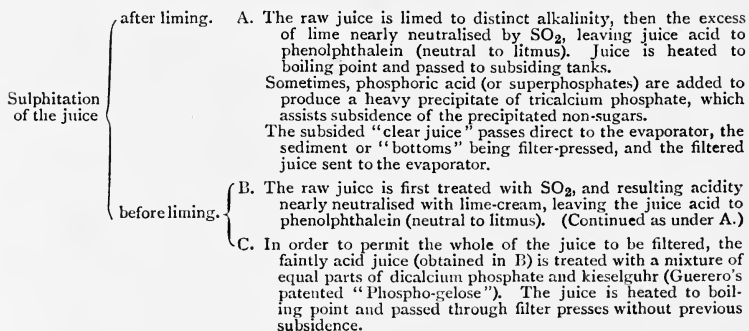 after liming. A. The raw juice is limed to distinct alkalinity, then the excess
of lime nearly neutralised by SO₂, leaving juice acid to
phenolphthalein (neutral to litmus). Juice is heated to
boiling point and passed to subsiding tanks.
Sometimes, phosphoric acid (or superphosphates) are added to
produce a heavy precipitate of tricalcium phosphate, which
assists subsidence of the precipitated non-sugars.
The subsided "clear juice" passes direct to the evaporator, the
sediment or "bottoms" being filter-pressed, and the filtered
juice sent to the evaporator.
Sulphitation
of the juice
before liming.
B. The raw juice is first treated with SO₂, and resulting acidity
nearly neutralised with lime-cream, leaving the juice acid to
phenolphthalein (neutral to litmus). (Continued as under A.)
C. In order to permit the whole of the juice to be filtered, the
faintly acid juice (obtained in B) is treated with a mixture of
equal parts of dicalcium phosphate and kieselguhr (Guerero's
patented "Phospho-gelose"). The juice is heated to boil-
ing point and passed through filter presses without previous
subsidence.